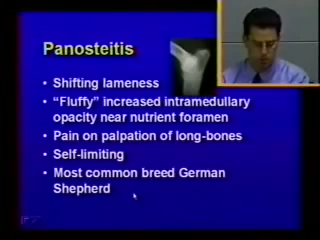 Panosteitis
• Shifting lameness
• “Fluffy” increased intramedullary
opacity near nutrient foramen
• Pain on palpation of long-bones
• Self-limiting
• Most common breed German
Shepherd